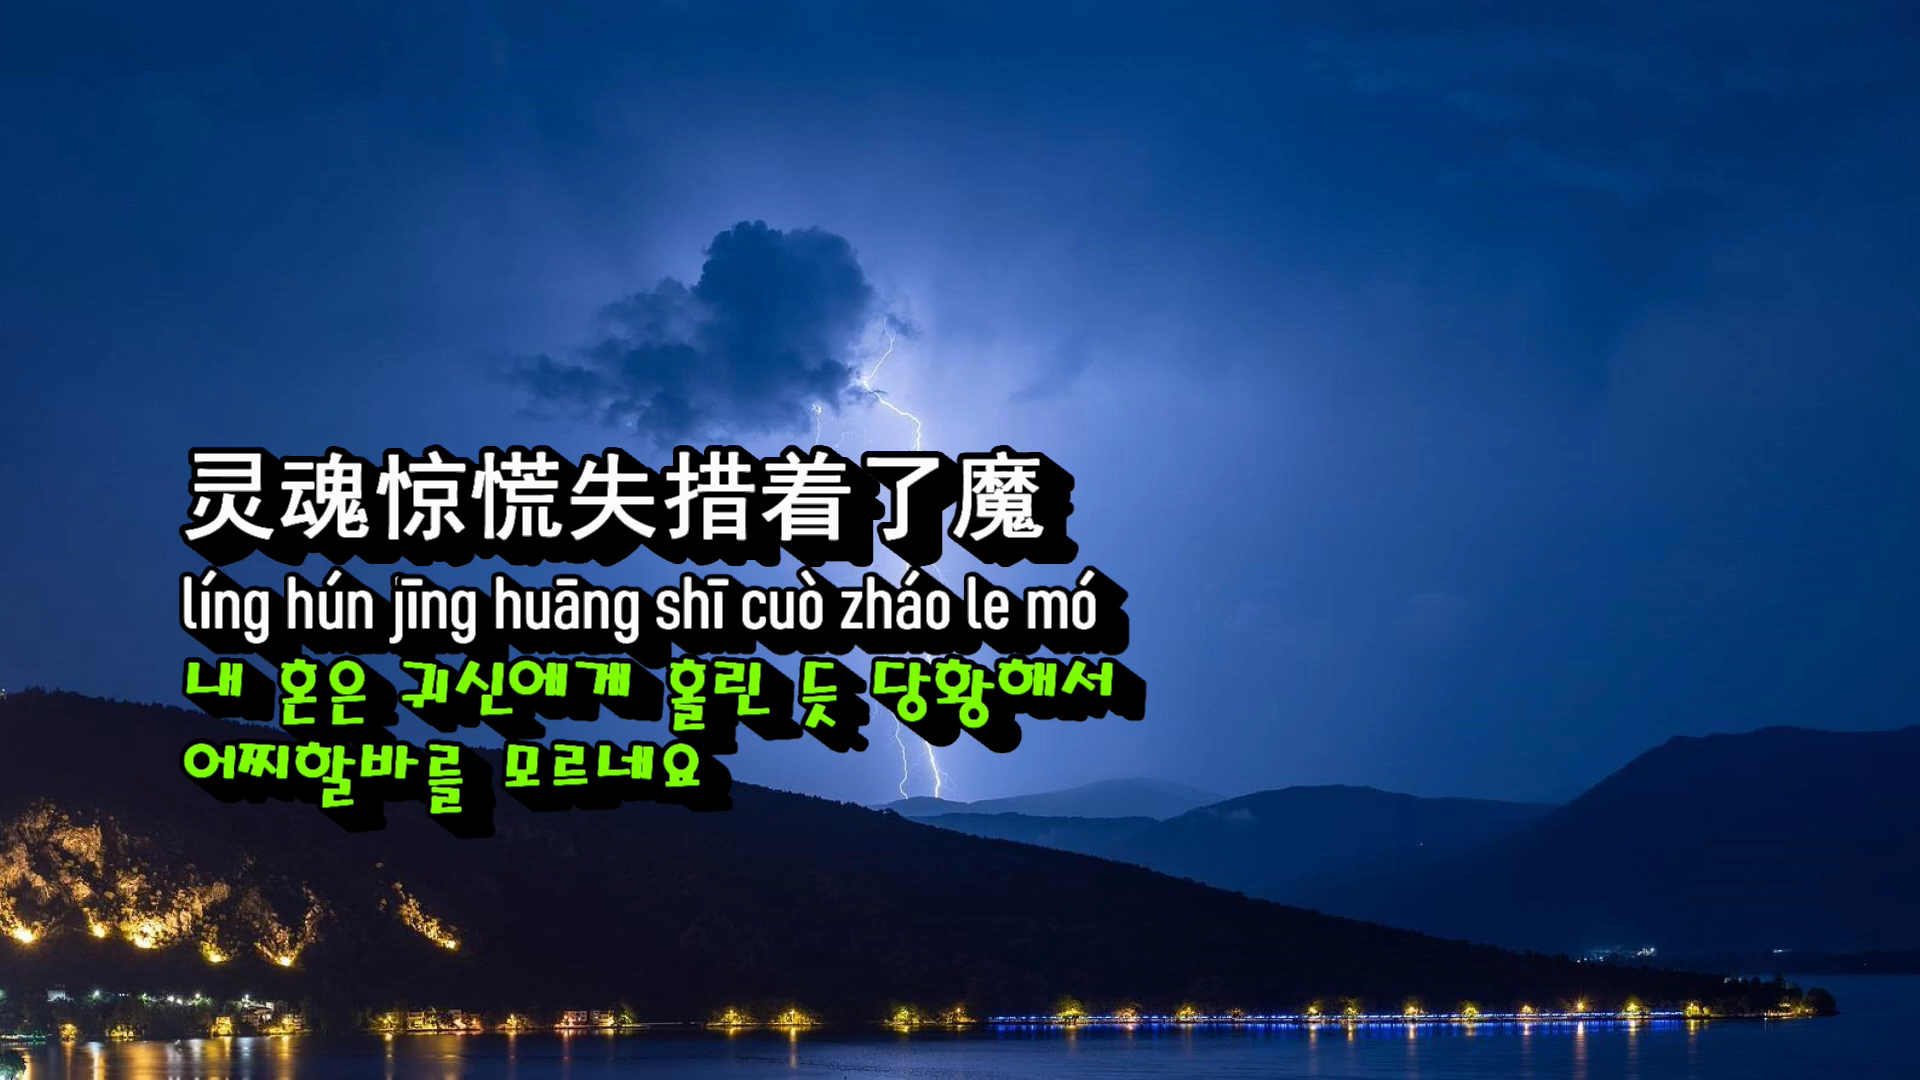 灵魂惊慌失措着了魔
líng hún jīng huāng shī cuò zháo le mó
내 혼은 귀신에게 홀린 듯 당황해서
어찌할바를 모르네요